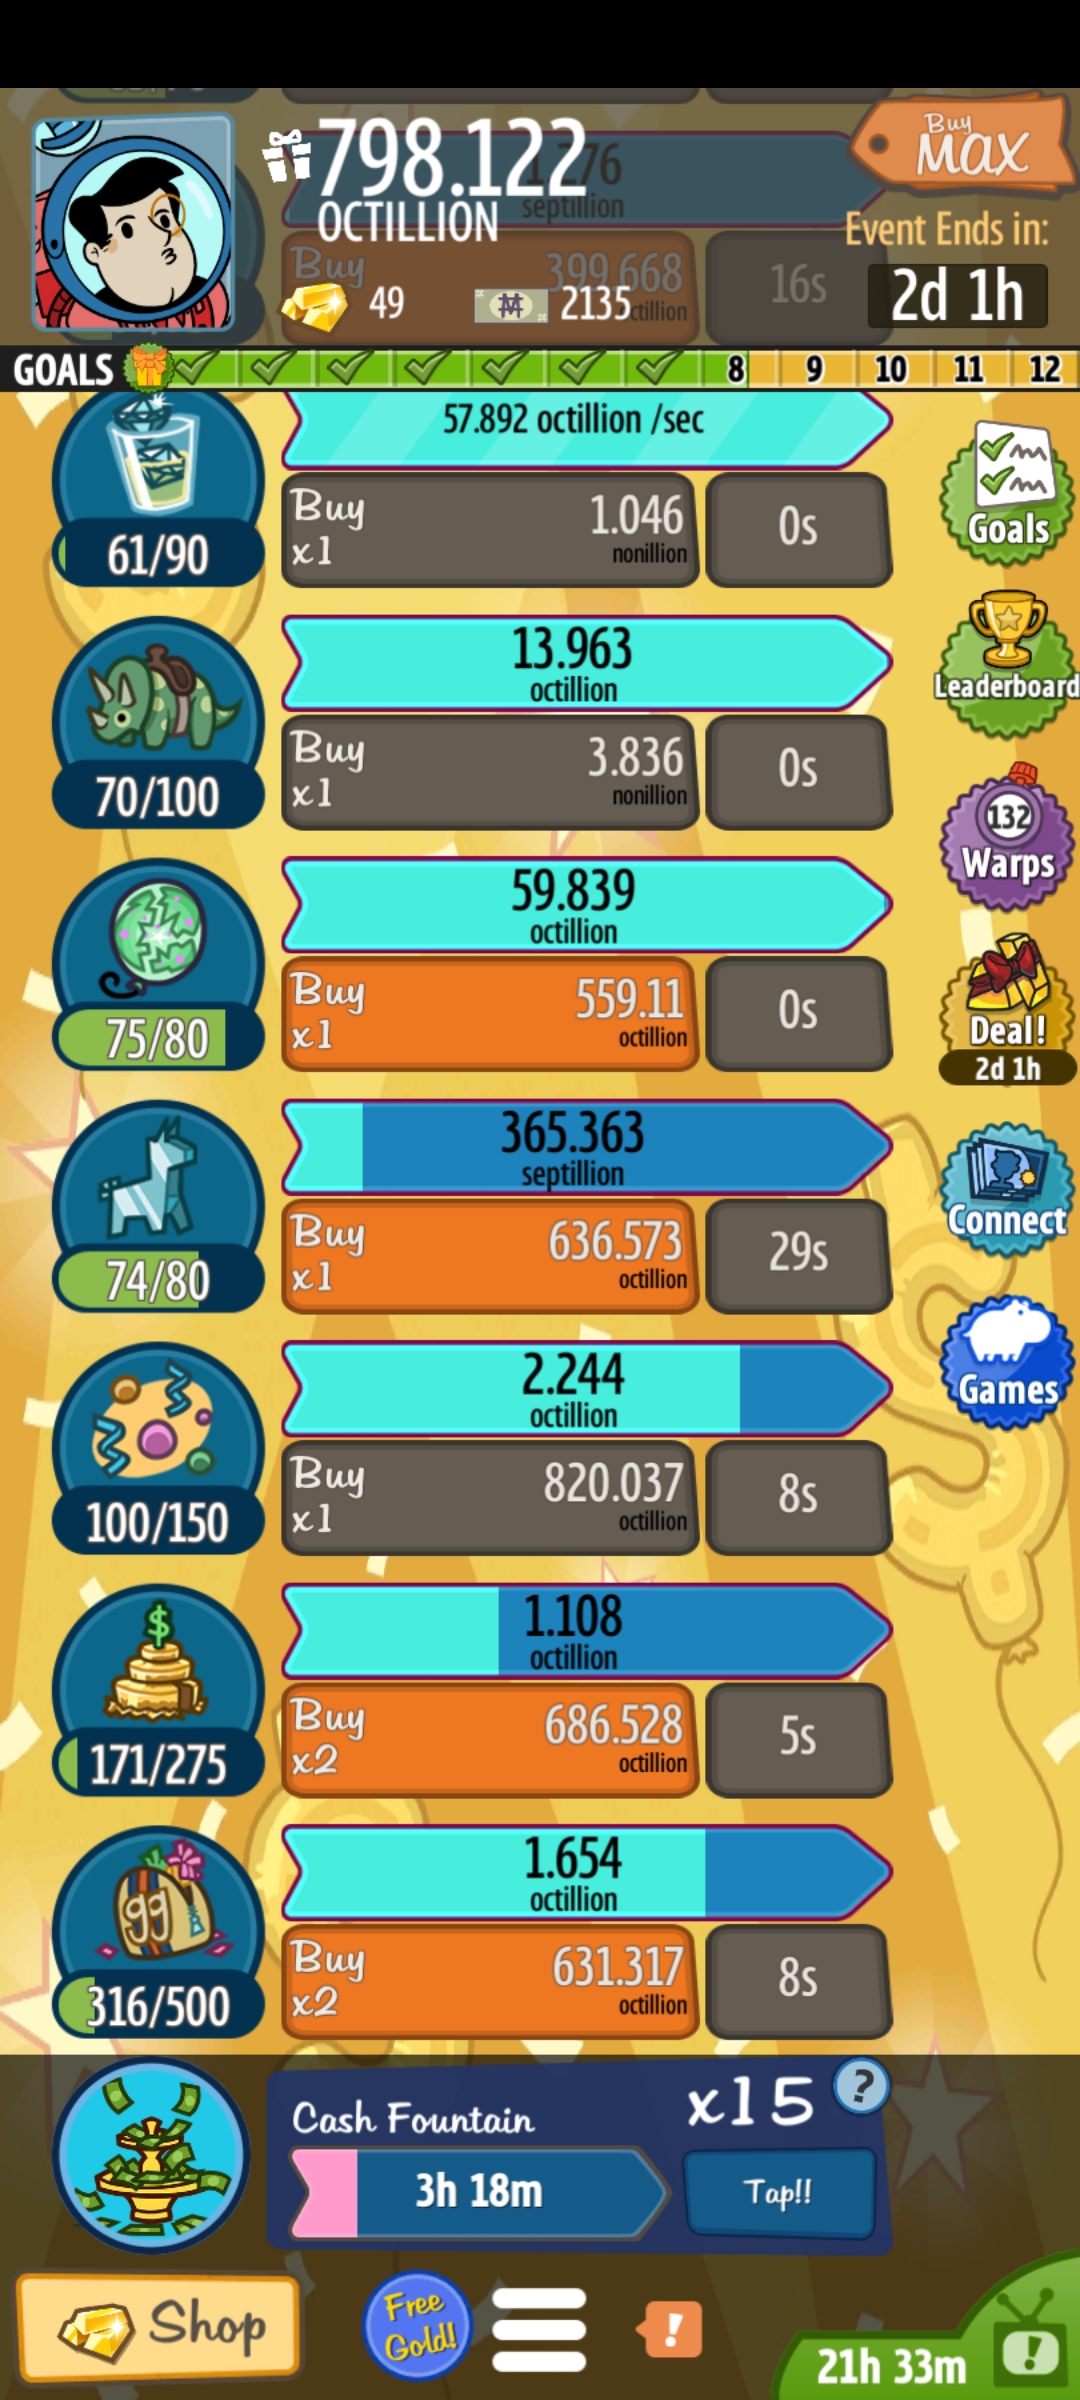 798.122
OCTILLION
Buy
MAX
1.276
septillion
Event Ends in:
2d 1h
Buy
399.668
16s
49
2135
GOALS
8
9
10
11
12
57.892 octillion /sec
Buy
x1
1.046
nonillion
0s
61/90
Goals
13.963
octillion
Buy
x1
3.836
nonillion
0s
70/100
Leaderboard
132
Warps
59.839
octillion
Buy
x1
559.11
octillion
0s
75/80
Deal!
2d 1h
365.363
septillion
Buy
x1
636.573
octillion
29s
74/80
Connect
2.244
octillion
Buy
x1
820.037
octillion
8s
100/150
Games
$
1.108
octillion
Buy
x2
686.528
octillion
5s
171/275
gg
1.654
octillion
Buy
x2
631.317
octillion
8s
316/500
Cash Fountain
x15
?
3h 18m
Tap!!
Shop
Free
Gold!
!
21h 33m
!